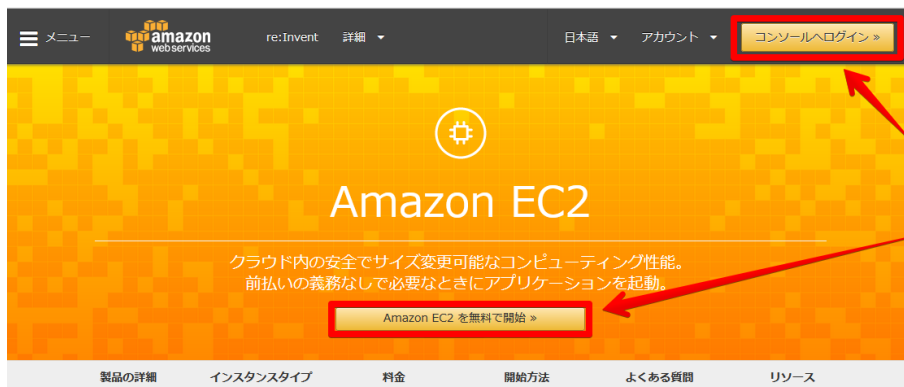 メニュー
amazon
webservices
re:Invent
詳細
日本語
アカウント
コンソールへログイン »
Amazon EC2
クラウド内の安全でサイズ変更可能なコンピューティング性能。
前払いの義務なしで必要なときにアプリケーションを起動。
Amazon EC2 を無料で開始 »
製品の詳細
インスタンスタイプ
料金
開始方法
よくある質問
リソース